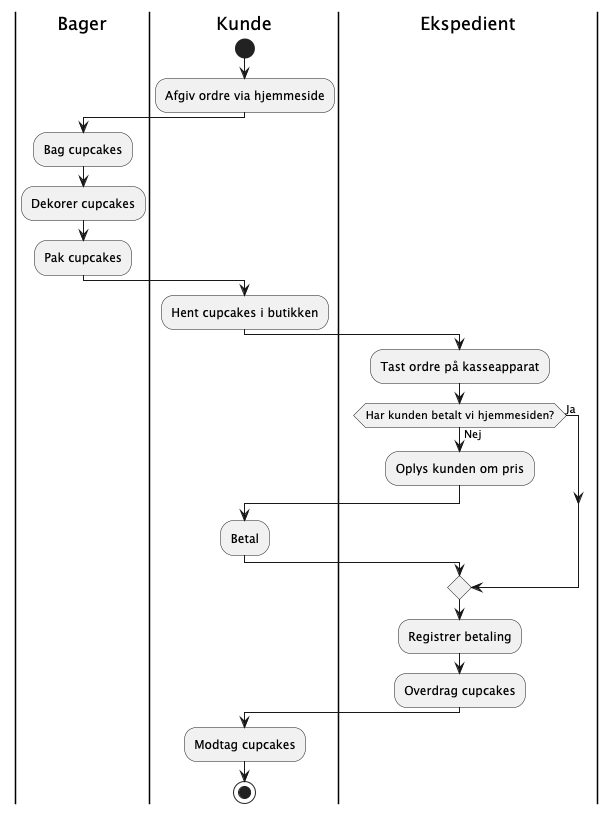 Bager
Kunde
Ekspedient
Afgiv ordre via hjemmeside
Bag cupcakes
Dekorer cupcakes
Pak cupcakes
Hent cupcakes i butikken
Tast ordre på kasseapparat
Har kunden betalt vi hjemmesiden?
Ja
Nej
Oplys kunden om pris
Betal
Registrer betaling
Overdrag cupcakes
Modtag cupcakes